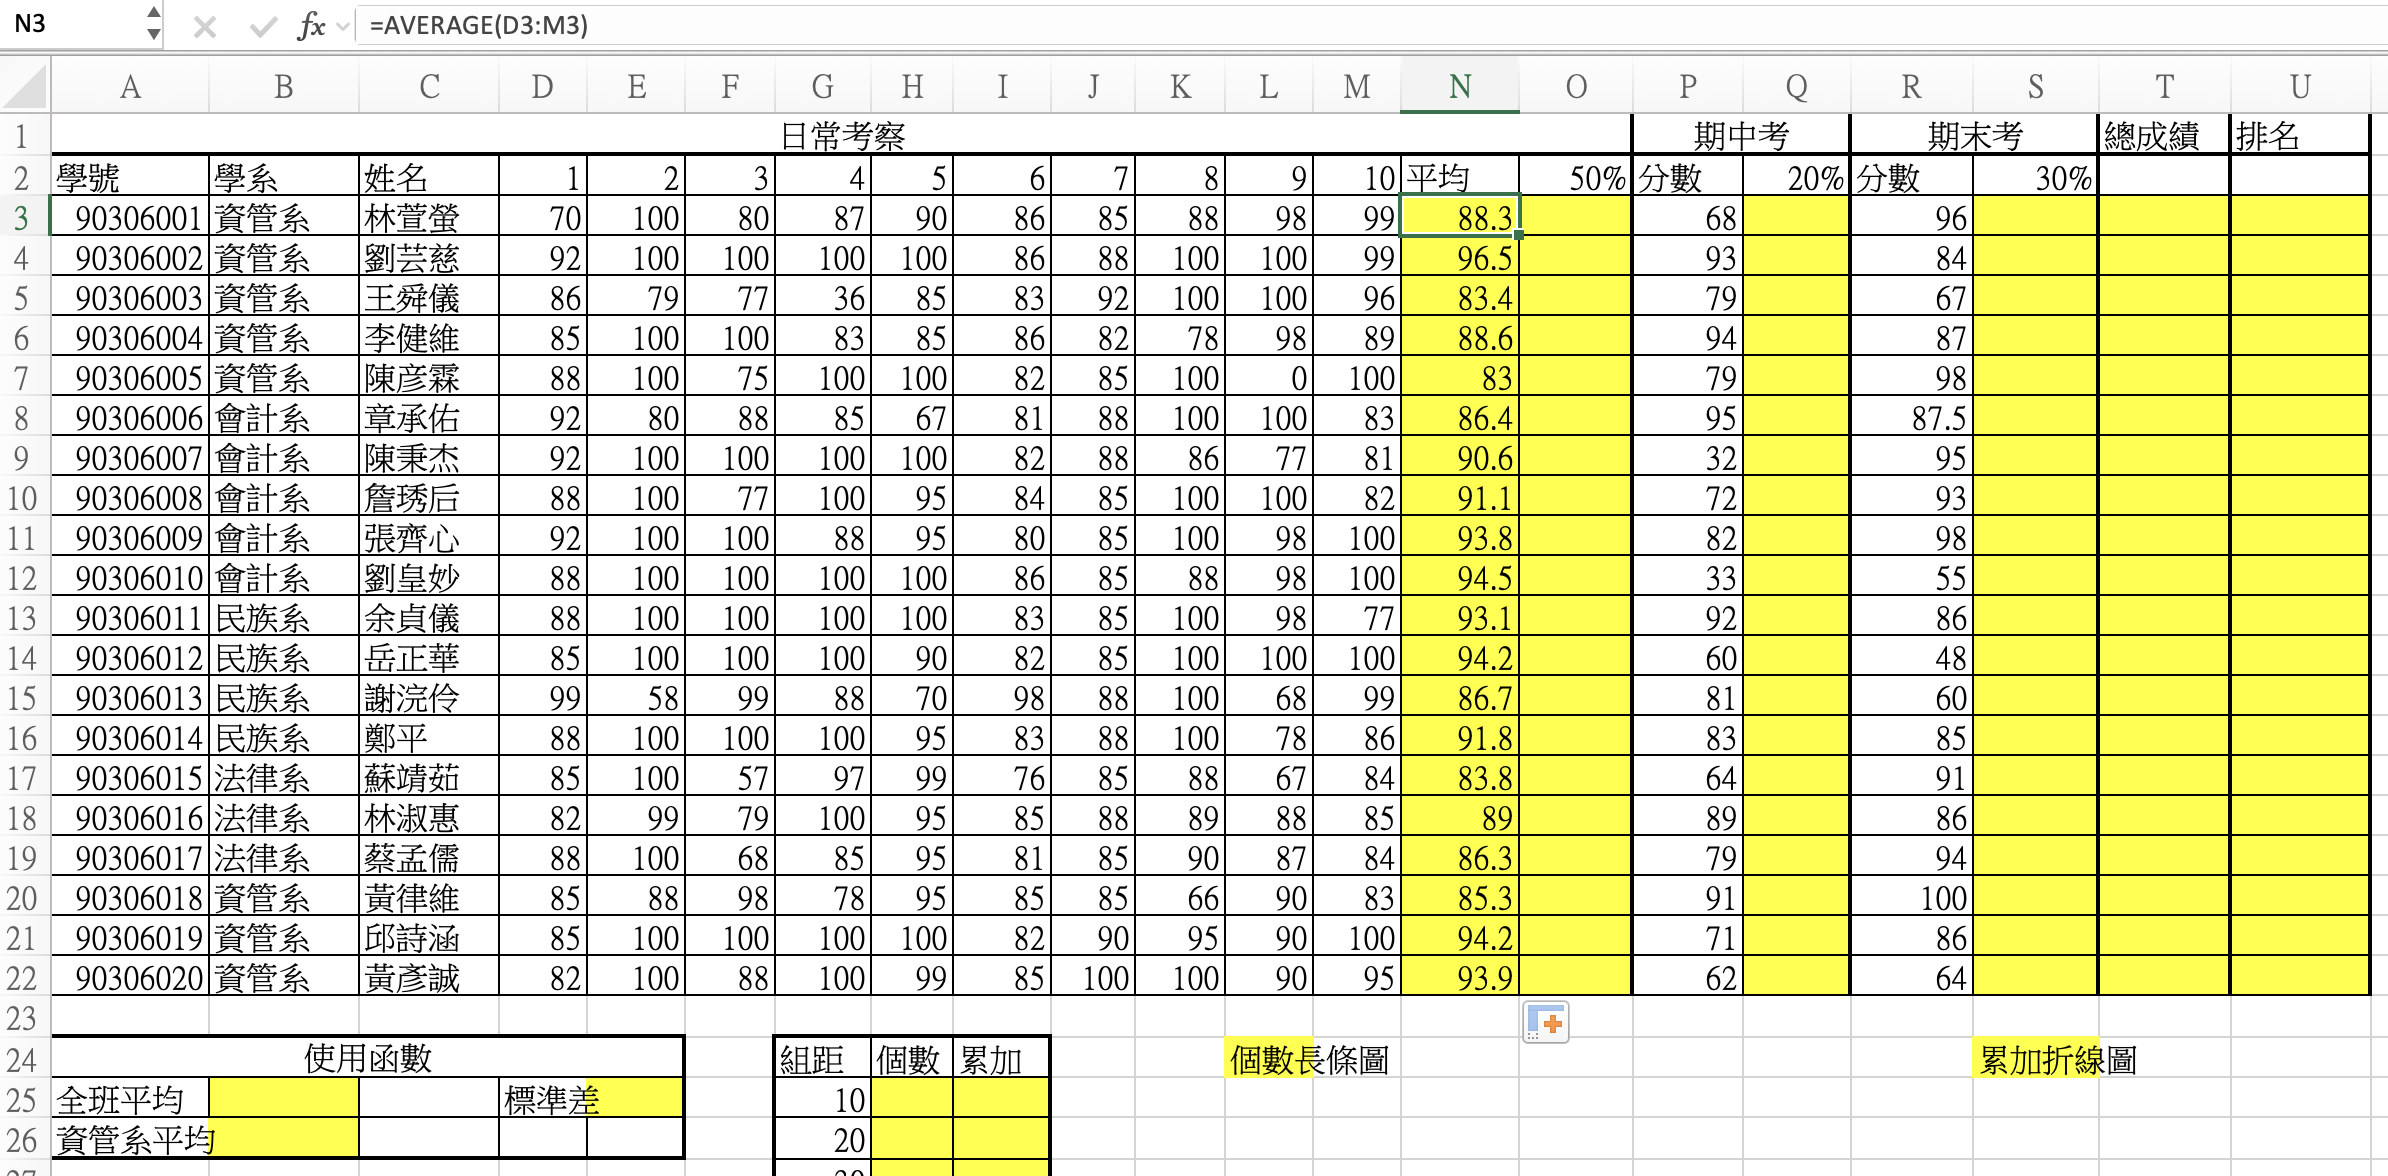 N3 fx =AVERAGE(D3:M3)
A B C D E F G H I J K L M N O P Q R S T U
1 日常考察 期中考 期末考 總成績 排名
2 學號 學系 姓名 1 2 3 4 5 6 7 8 9 10 平均 50% 分數 20% 分數 30%
3 90306001 資管系 林萱螢 70 100 80 87 90 86 85 88 98 99 88.3 68 96
4 90306002 資管系 劉芸慈 92 100 100 100 100 86 88 100 100 99 96.5 93 84
5 90306003 資管系 王舜儀 86 79 77 36 85 83 92 100 100 96 83.4 79 67
6 90306004 資管系 李健維 85 100 100 83 85 86 82 78 98 89 88.6 94 87
7 90306005 資管系 陳彦霖 88 100 75 100 100 82 85 100 0 100 83 79 98
8 90306006 會計系 章承佑 92 80 88 85 67 81 88 100 100 83 86.4 95 87.5
9 90306007 會計系 陳秉杰 92 100 100 100 100 82 88 86 77 81 90.6 32 95
10 90306008 會計系 詹琇后 88 100 77 100 95 84 85 100 100 82 91.1 72 93
11 90306009 會計系 張齊心 92 100 100 88 95 80 85 100 98 100 93.8 82 98
12 90306010 會計系 劉皇妙 88 100 100 100 100 86 85 88 98 100 94.5 33 55
13 90306011 民族系 余貞儀 88 100 100 100 100 83 85 100 98 77 93.1 92 86
14 90306012 民族系 岳正華 85 100 100 100 90 82 85 100 100 100 94.2 60 48
15 90306013 民族系 謝浣伶 99 58 99 88 70 98 88 100 68 99 86.7 81 60
16 90306014 民族系 鄭平 88 100 100 100 95 83 88 100 78 86 91.8 83 85
17 90306015 法律系 蘇靖茹 85 100 57 97 99 76 85 88 67 84 83.8 64 91
18 90306016 法律系 林淑惠 82 99 79 100 95 85 88 89 88 85 89 89 86
19 90306017 法律系 蔡孟儒 88 100 68 85 95 81 85 90 87 84 86.3 79 94
20 90306018 資管系 黃律維 85 88 98 78 95 85 85 66 90 83 85.3 91 100
21 90306019 資管系 邱詩涵 85 100 100 100 100 82 90 95 90 100 94.2 71 86
22 90306020 資管系 黃彥誠 82 100 88 100 99 85 100 100 90 95 93.9 62 64
23
24 使用函數 組距 個數 累加 個數長條圖 累加折線圖
25 全班平均 標準差 10
26 資管系平均 20